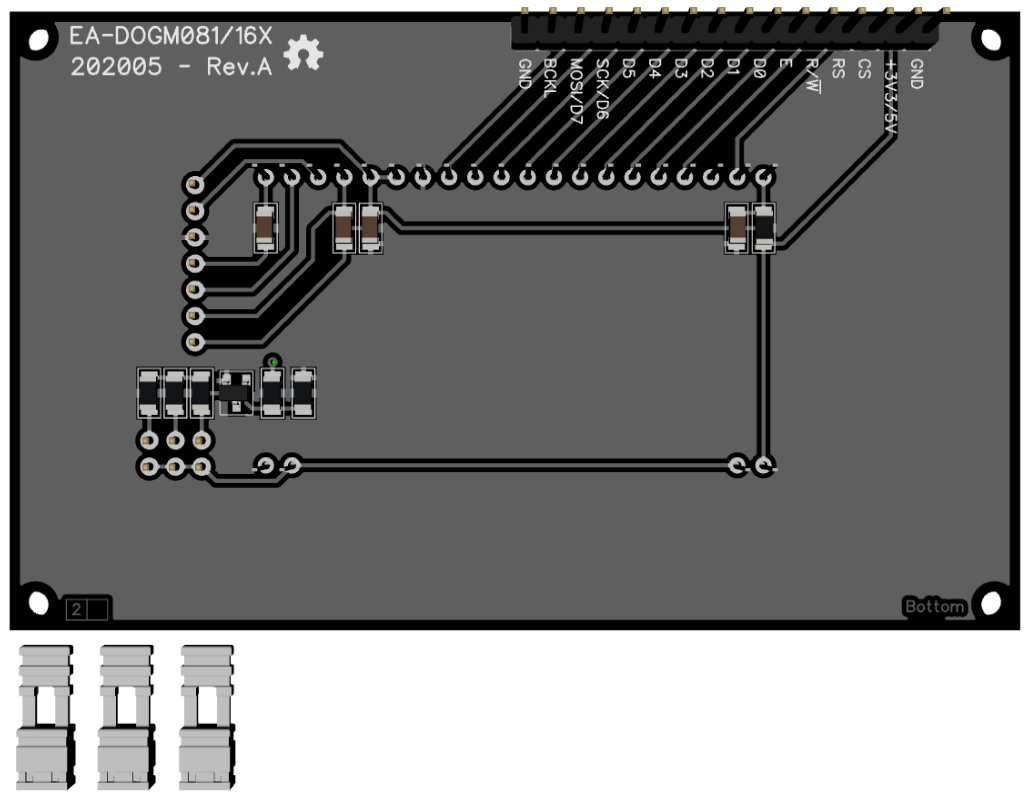 EA-DOGM081/16X
202005 - Rev.A
GND
BCKL
MOSI/D7
SCK/D6
D5
D4
D3
D2
D1
D0
E
R/W̅
RS
CS
+3V3/5V
GND
2
Bottom